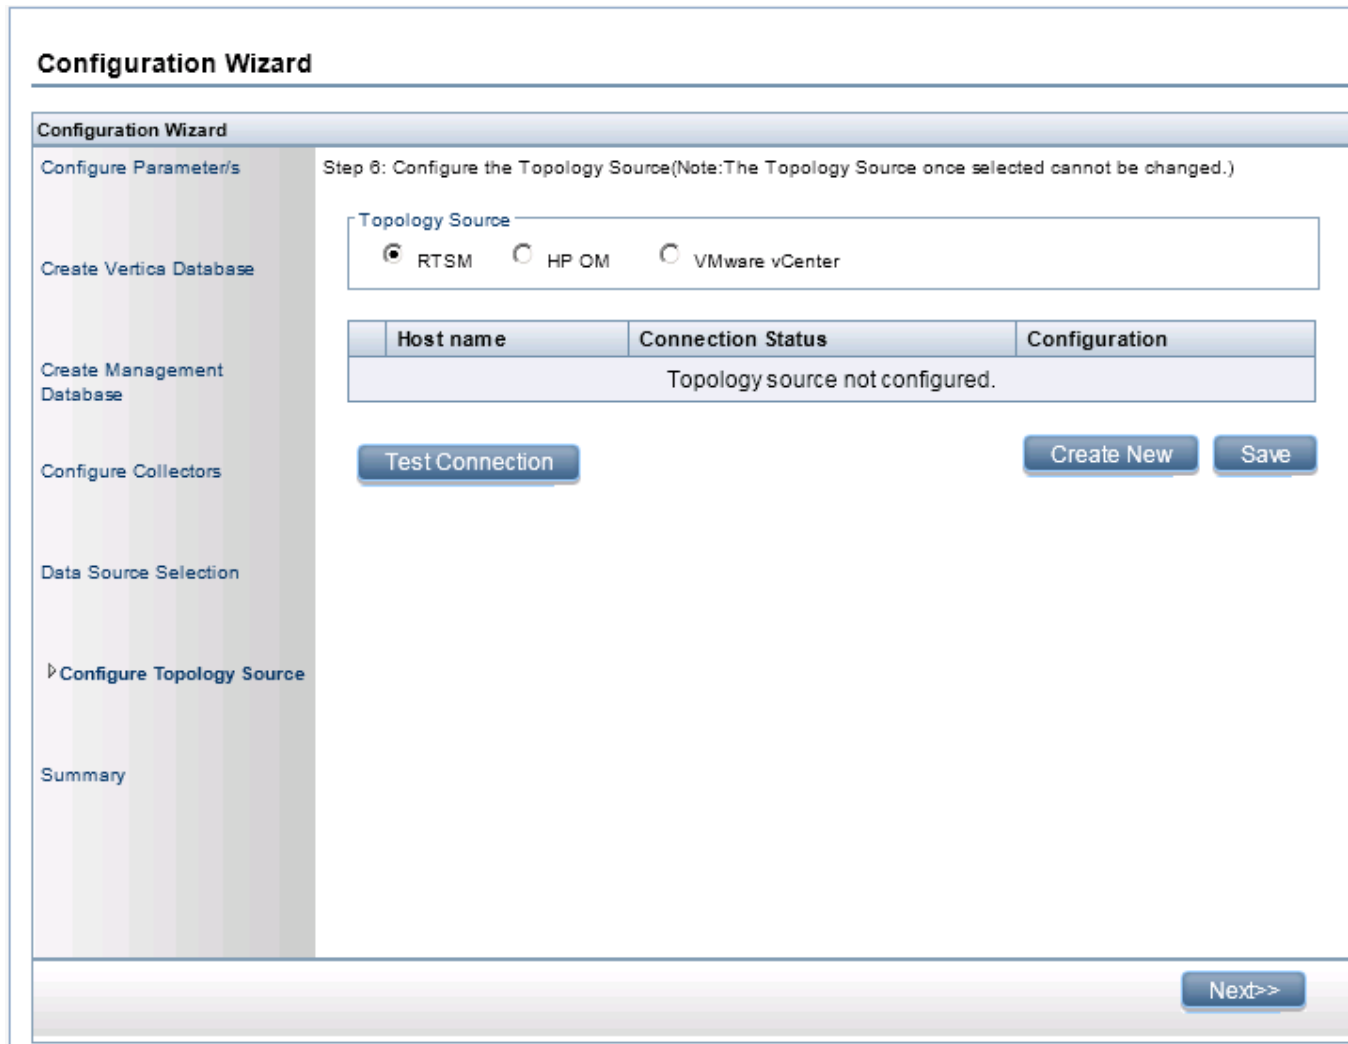 Configuration Wizard
Configuration Wizard
Configure Parameter/s
Create Vertica Database
Create Management
Database
Configure Collectors
Data Source Selection
Configure Topology Source
Summary
Step 6: Configure the Topology Source(Note:The Topology Source once selected cannot be changed.)
Topology Source
RTSM HP OM VMware vCenter
Host name Connection Status Configuration
Topology source not configured.
Test Connection Create New Save
Next>>